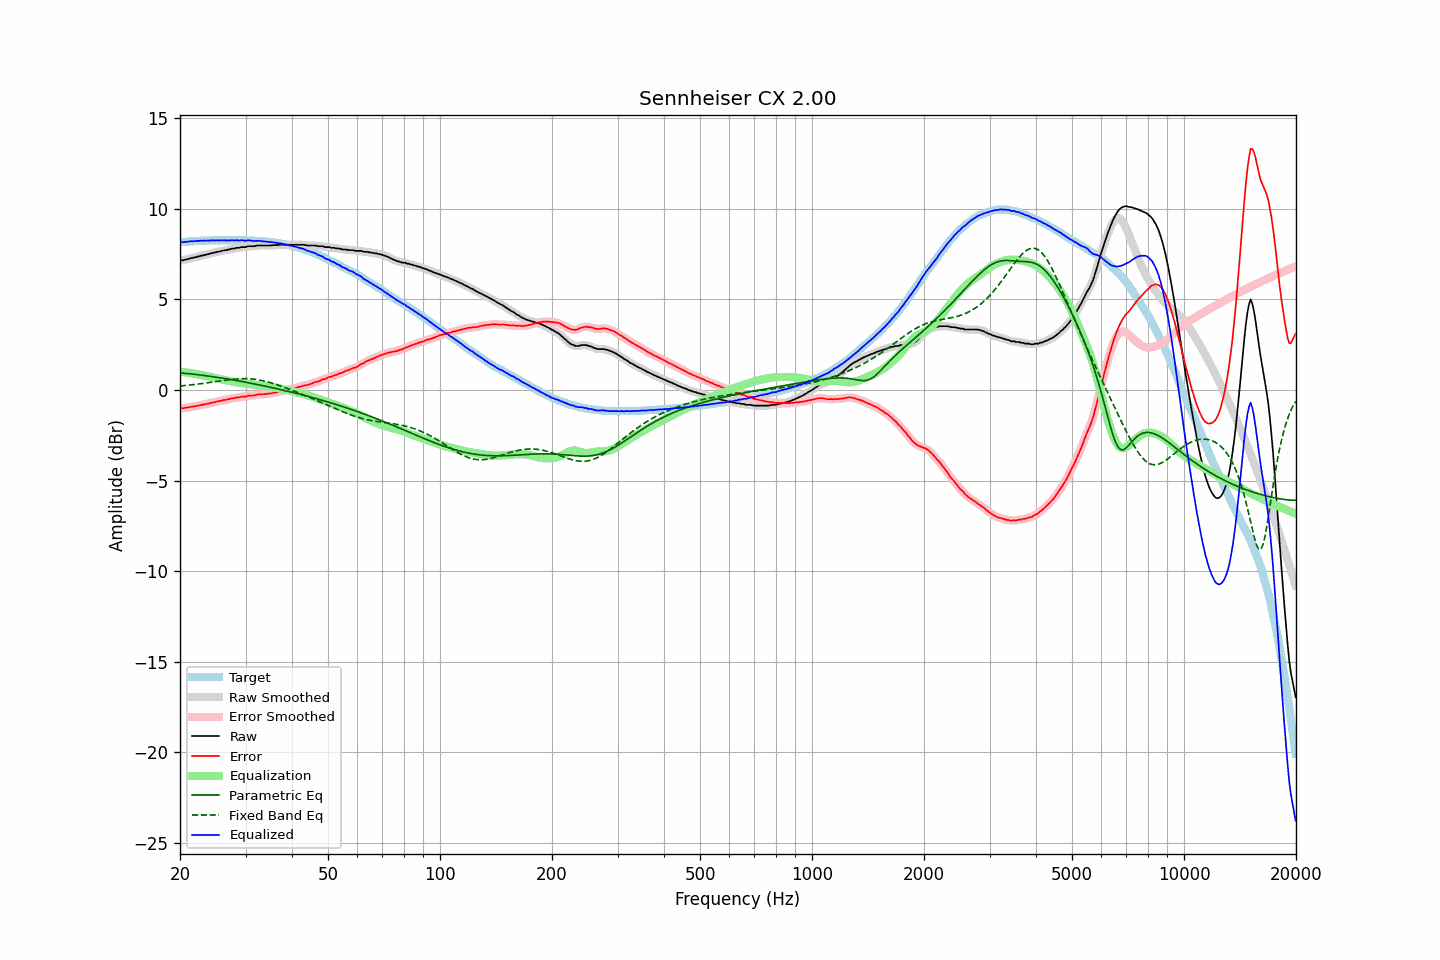 Sennheiser CX 2.00
Amplitude (dBr)
15
10
5
0
−5
−10
−15
−20
−25
Target
Raw Smoothed
Error Smoothed
Raw
Error
Equalization
Parametric Eq
Fixed Band Eq
Equalized
20 50 100 200 500 1000 2000 5000 10000 20000
Frequency (Hz)